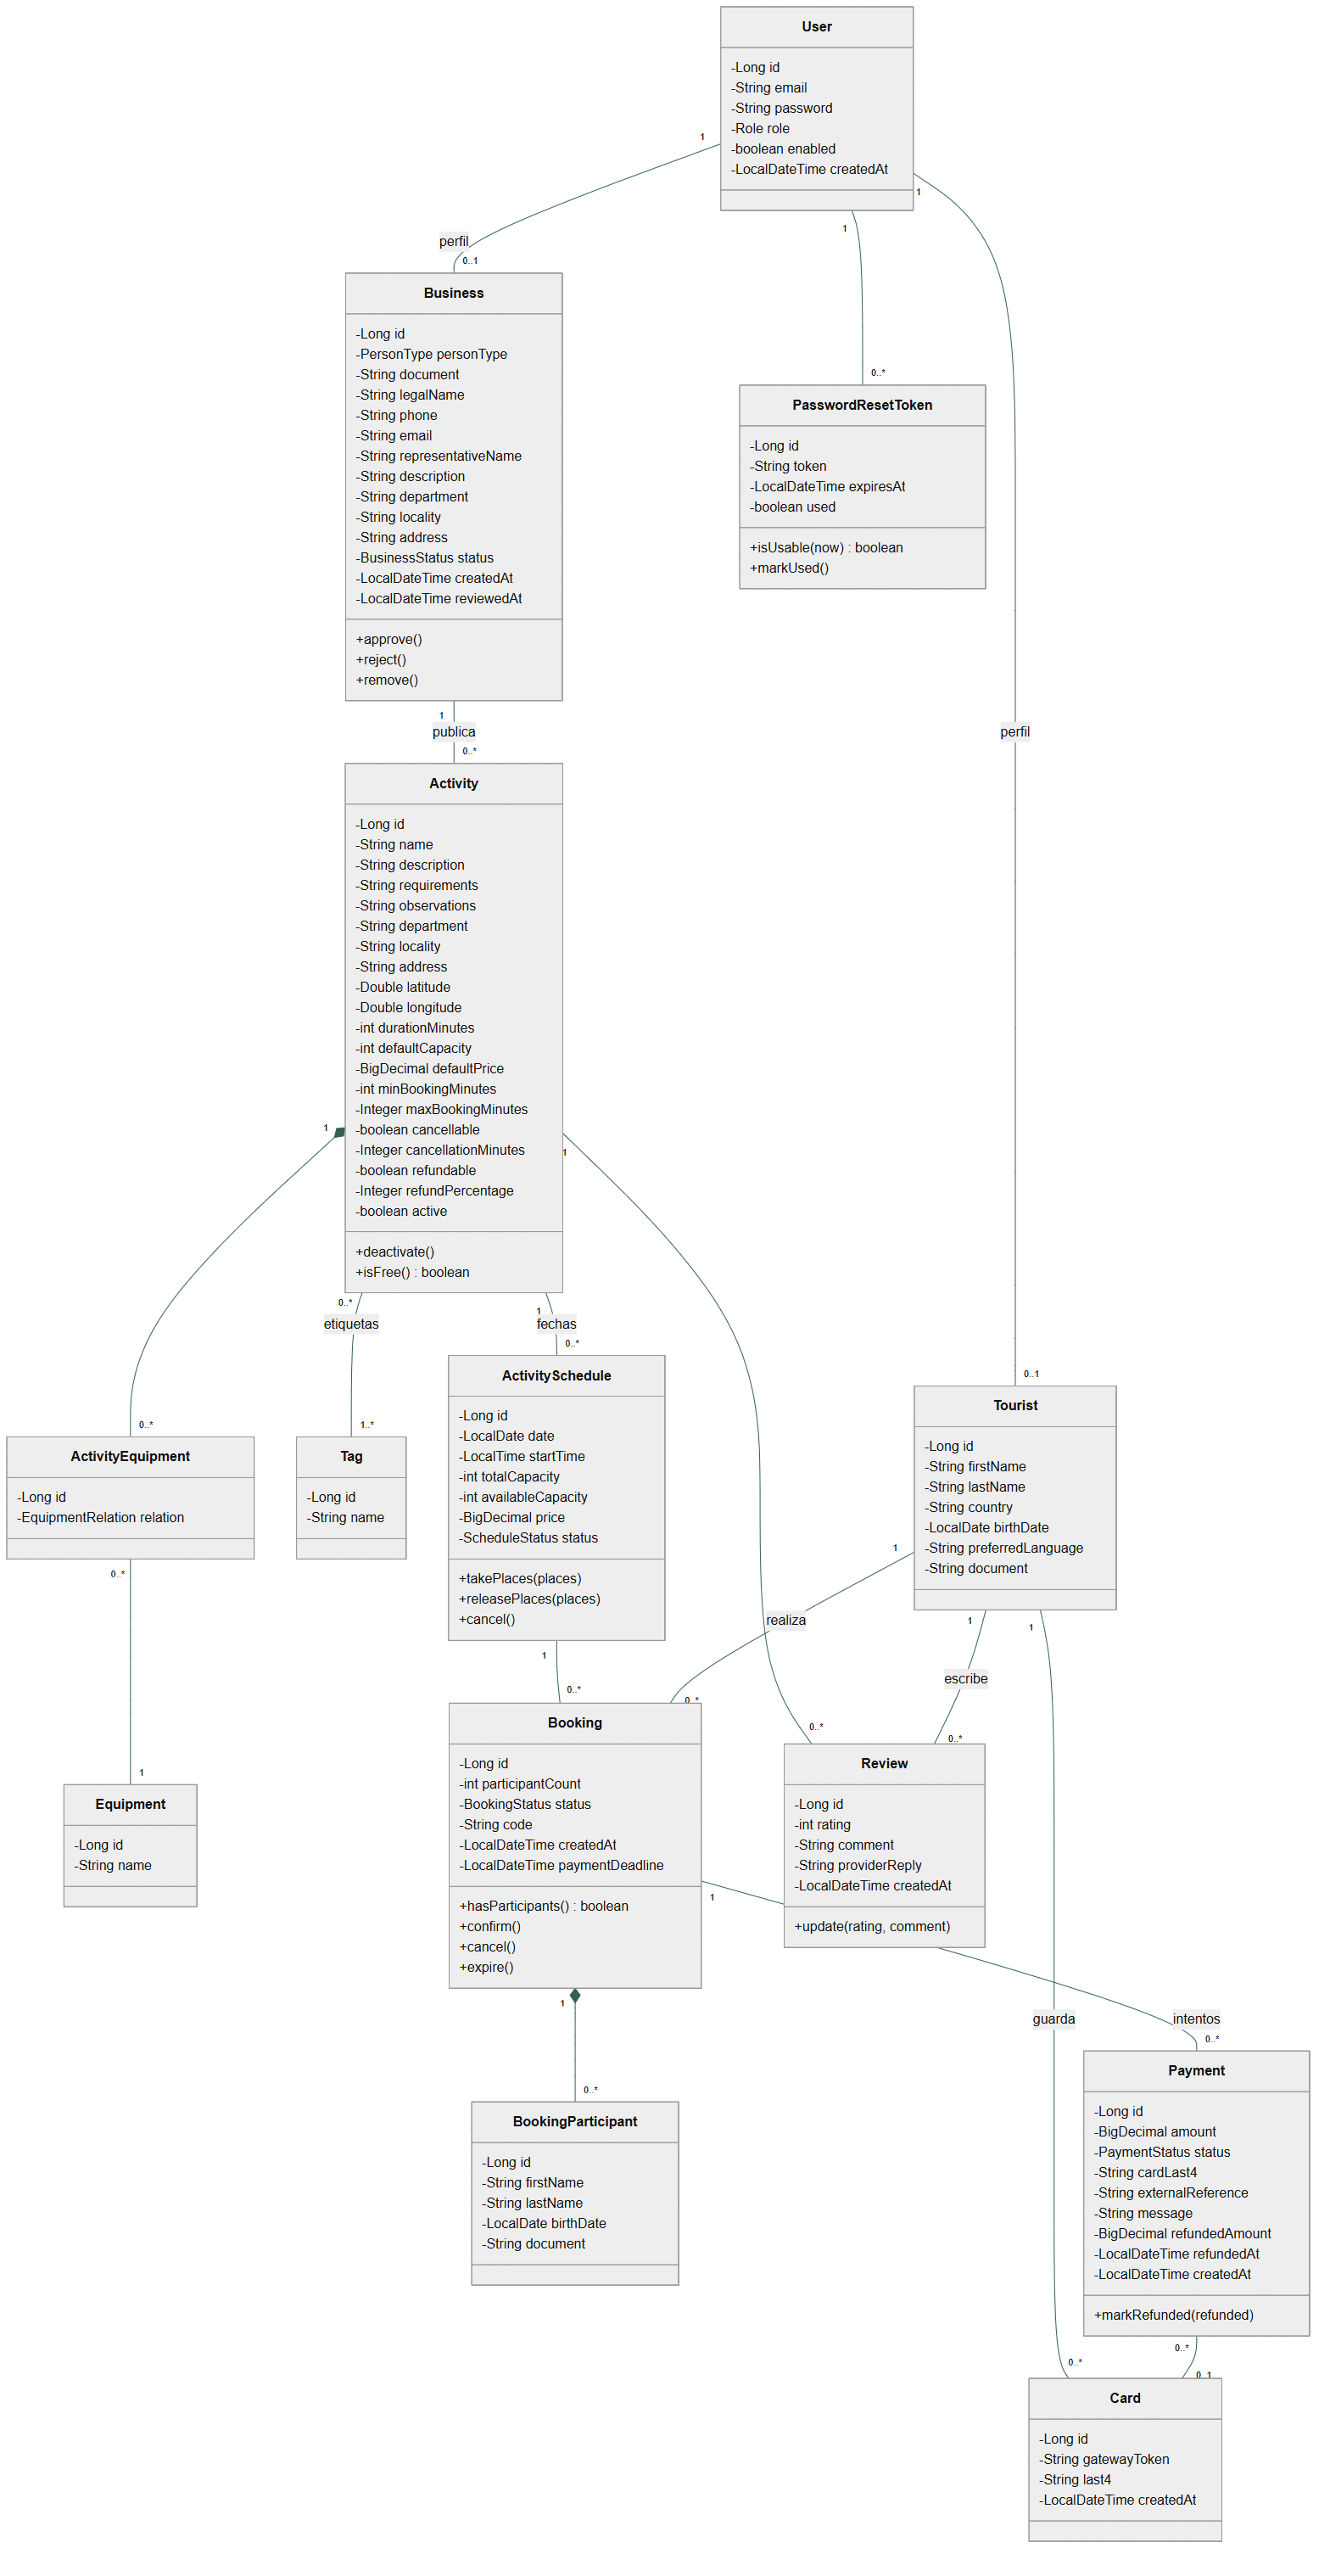 User
-Long id
-String email
-String password
-Role role
-boolean enabled
-LocalDateTime createdAt
1
1
1
perfil
0..1
Business
-Long id
-PersonType personType
-String document
-String legalName
-String phone
-String email
-String representativeName
-String description
-String department
-String locality
-String address
-BusinessStatus status
-LocalDateTime createdAt
-LocalDateTime reviewedAt
+approve()
+reject()
+remove()
0..*
PasswordResetToken
-Long id
-String token
-LocalDateTime expiresAt
-boolean used
+isUsable(now) : boolean
+markUsed()
1
publica
0..*
perfil
Activity
-Long id
-String name
-String description
-String requirements
-String observations
-String department
-String locality
-String address
-Double latitude
-Double longitude
-int durationMinutes
-int defaultCapacity
-BigDecimal defaultPrice
-int minBookingMinutes
-Integer maxBookingMinutes
-boolean cancellable
-Integer cancellationMinutes
-boolean refundable
-Integer refundPercentage
-boolean active
+deactivate()
+isFree() : boolean
1
1
0..*
etiquetas
1
fechas
0..*
0..*
ActivityEquipment
-Long id
-EquipmentRelation relation
1..*
Tag
-Long id
-String name
ActivitySchedule
-Long id
-LocalDate date
-LocalTime startTime
-int totalCapacity
-int availableCapacity
-BigDecimal price
-ScheduleStatus status
+takePlaces(places)
+releasePlaces(places)
+cancel()
0..1
Tourist
-Long id
-String firstName
-String lastName
-String country
-LocalDate birthDate
-String preferredLanguage
-String document
1
realiza
0..*
1
escribe
0..*
1
0..*
1
0..*
0..*
1
Equipment
-Long id
-String name
Booking
-Long id
-int participantCount
-BookingStatus status
-String code
-LocalDateTime createdAt
-LocalDateTime paymentDeadline
+hasParticipants() : boolean
+confirm()
+cancel()
+expire()
Review
-Long id
-int rating
-String comment
-String providerReply
-LocalDateTime createdAt
+update(rating, comment)
1
1
0..*
guarda
intentos
0..*
BookingParticipant
-Long id
-String firstName
-String lastName
-LocalDate birthDate
-String document
Payment
-Long id
-BigDecimal amount
-PaymentStatus status
-String cardLast4
-String externalReference
-String message
-BigDecimal refundedAmount
-LocalDateTime refundedAt
-LocalDateTime createdAt
+markRefunded(refunded)
0..*
0..*
0..1
Card
-Long id
-String gatewayToken
-String last4
-LocalDateTime createdAt